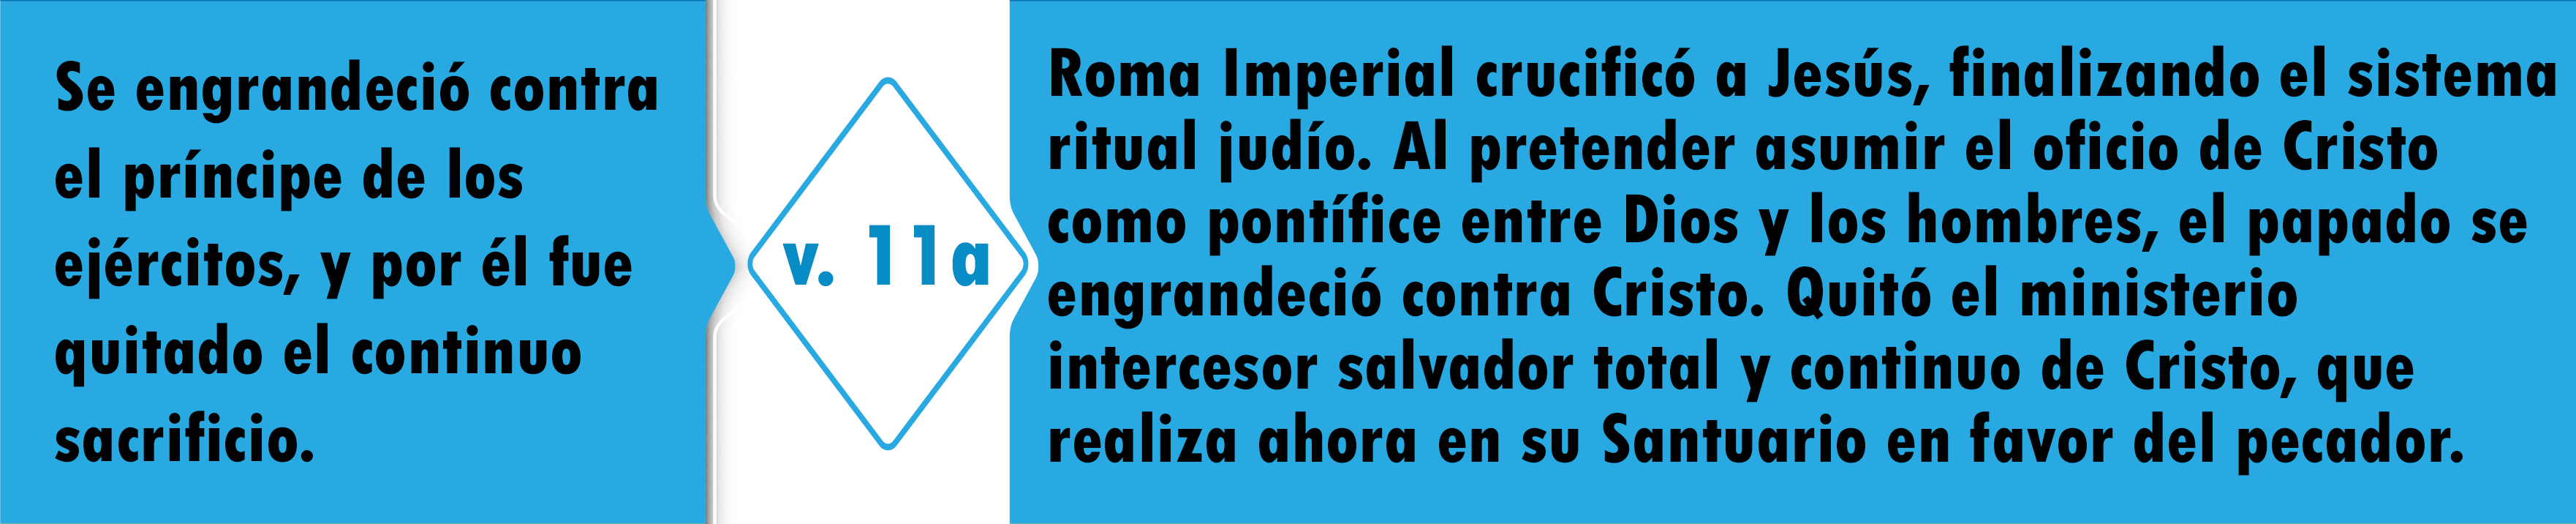 Se engrandeció contra
el príncipe de los
ejércitos, y por él fue
quitado el continuo
sacrificio.
v. 11a
Roma Imperial crucificó a Jesús, finalizando el sistema
ritual judío. Al pretender asumir el oficio de Cristo
como pontífice entre Dios y los hombres, el papado se
engrandeció contra Cristo. Quitó el ministerio
intercesor salvador total y continuo de Cristo, que
realiza ahora en su Santuario en favor del pecador.